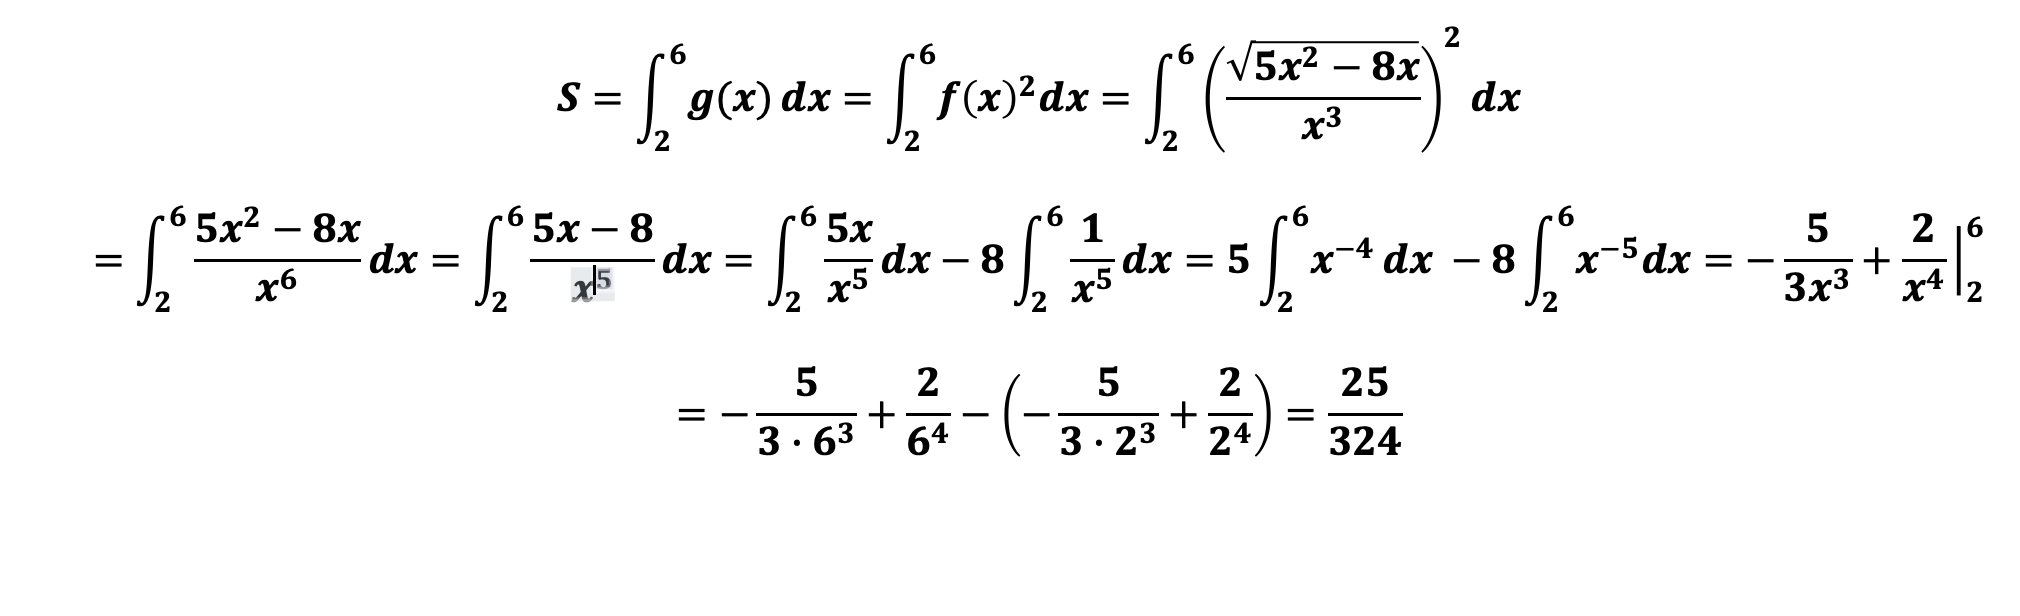 S = ∫₂⁶ g(x) dx = ∫₂⁶ f(x)² dx = ∫₂⁶ (√(5x² − 8x) / x³)² dx
= ∫₂⁶ (5x² − 8x)/x⁶ dx = ∫₂⁶ (5x − 8)/x⁵ dx = ∫₂⁶ 5x/x⁵ dx − 8 ∫₂⁶ 1/x⁵ dx = 5 ∫₂⁶ x⁻⁴ dx − 8 ∫₂⁶ x⁻⁵ dx = − 5/(3x³) + 2/x⁴ |₂⁶
= − 5/(3 · 6³) + 2/6⁴ − (− 5/(3 · 2³) + 2/2⁴) = 25/324